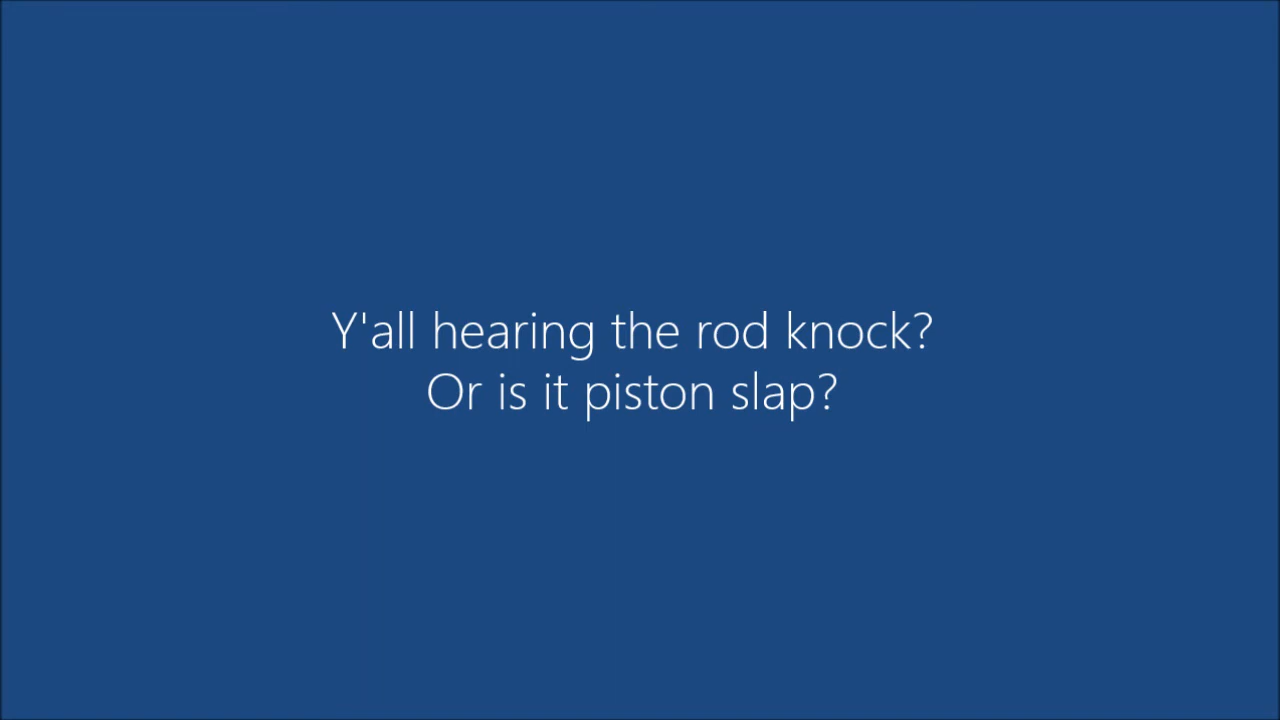 Y'all hearing the rod knock?
Or is it piston slap?